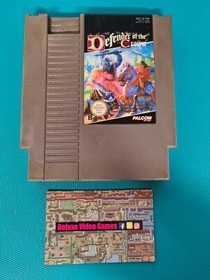 Defender of the
Crown
PALCOM
Deluxe Video Games